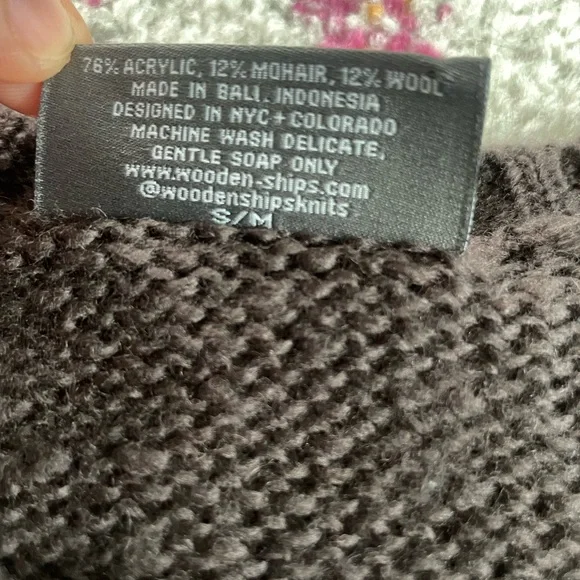 76% ACRYLIC, 12% MOHAIR, 12% WOOL
MADE IN BALI, INDONESIA
DESIGNED IN NYC + COLORADO
MACHINE WASH DELICATE,
GENTLE SOAP ONLY
www.wooden-ships.com
@woodenshipsknits
S/M